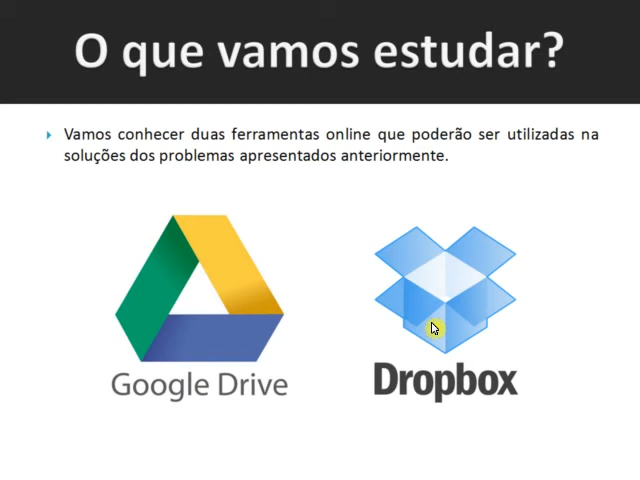 O que vamos estudar?
Vamos conhecer duas ferramentas online que poderão ser utilizadas na
soluções dos problemas apresentados anteriormente.
Google Drive
Dropbox